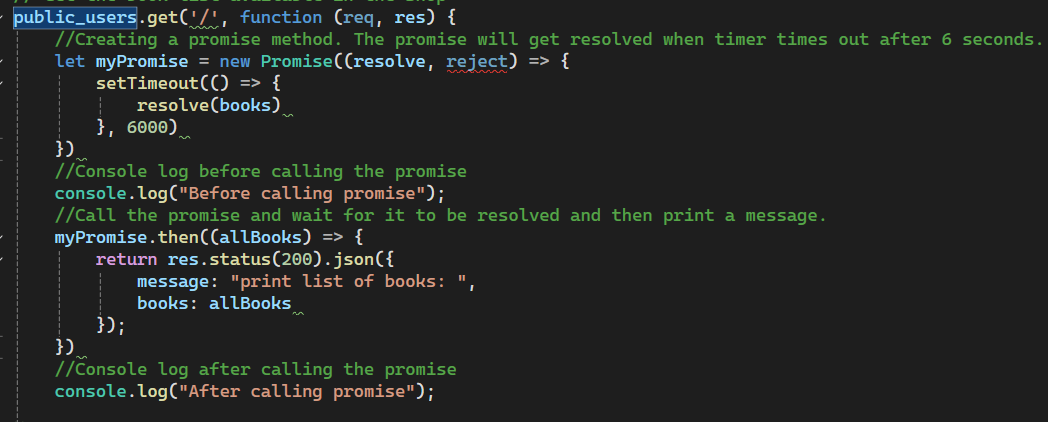 public_users.get('/', function (req, res) {
    //Creating a promise method. The promise will get resolved when timer times out after 6 seconds.
    let myPromise = new Promise((resolve, reject) => {
        setTimeout(() => {
            resolve(books)
        }, 6000)
    })
    //Console log before calling the promise
    console.log("Before calling promise");
    //Call the promise and wait for it to be resolved and then print a message.
    myPromise.then((allBooks) => {
        return res.status(200).json({
            message: "print list of books: ",
            books: allBooks
        });
    })
    //Console log after calling the promise
    console.log("After calling promise");